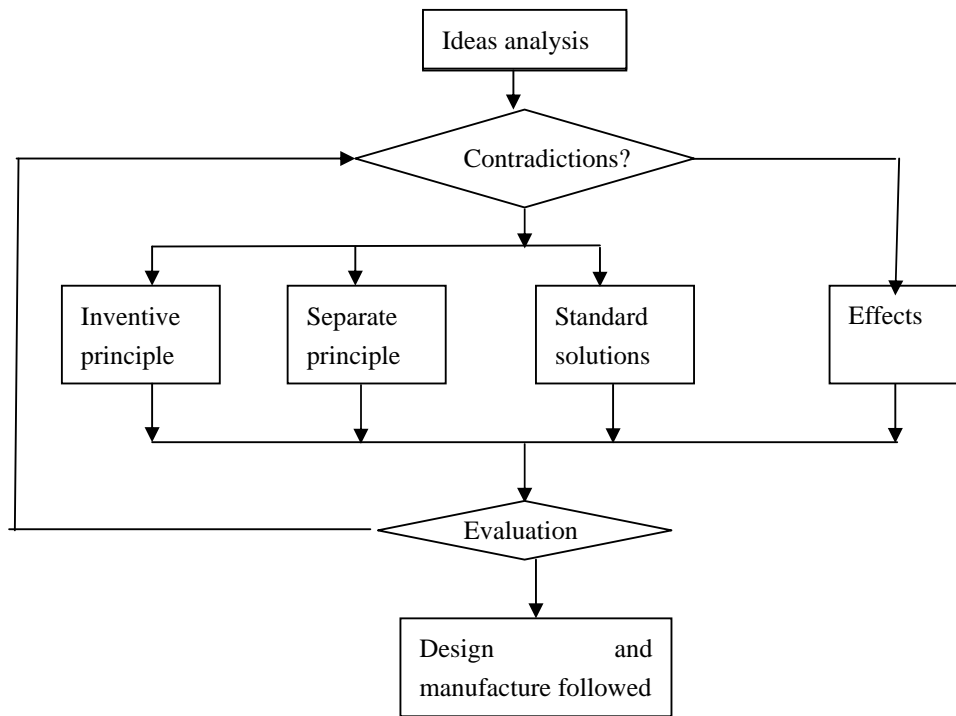 Ideas analysis
Contradictions?
Inventive
principle
Separate
principle
Standard
solutions
Effects
Evaluation
Design and
manufacture followed